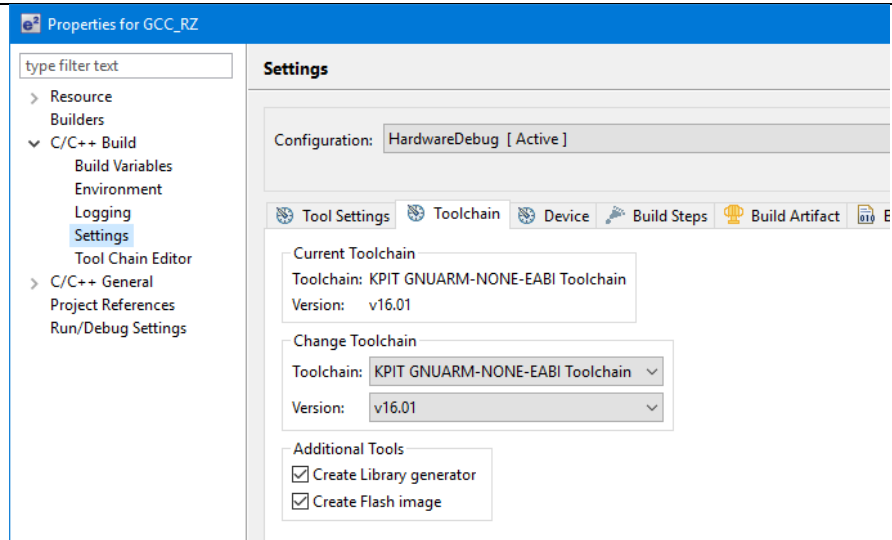 e² Properties for GCC_RZ
type filter text
Resource
Builders
C/C++ Build
Build Variables
Environment
Logging
Settings
Tool Chain Editor
C/C++ General
Project References
Run/Debug Settings
Settings
Configuration: HardwareDebug [ Active ]
Tool Settings Toolchain Device Build Steps Build Artifact
Current Toolchain
Toolchain: KPIT GNUARM-NONE-EABI Toolchain
Version: v16.01
Change Toolchain
Toolchain: KPIT GNUARM-NONE-EABI Toolchain
Version: v16.01
Additional Tools
Create Library generator
Create Flash image